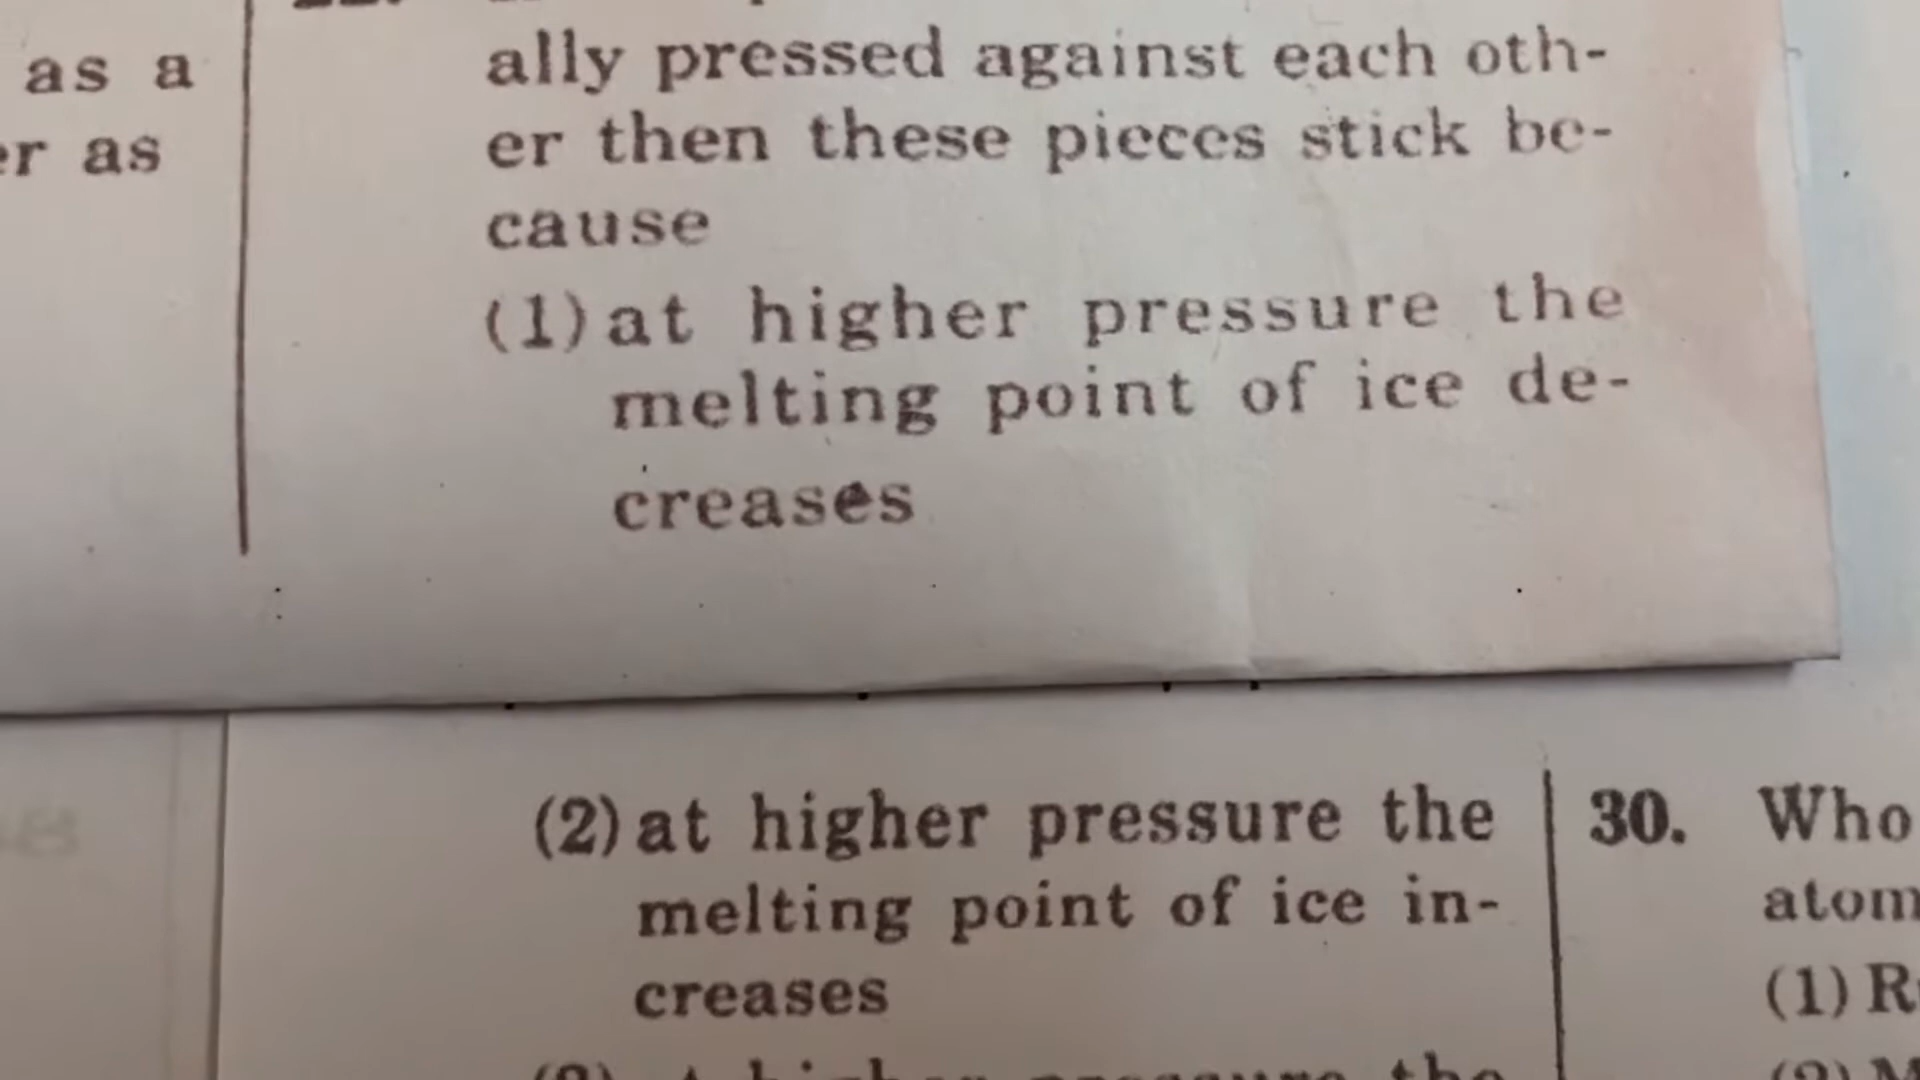 as a
er as
ally pressed against each oth-
er then these pieces stick be-
cause
(1) at higher pressure the
melting point of ice de-
creases
(2) at higher pressure the
melting point of ice in-
creases
30. Who
atom
(1) R